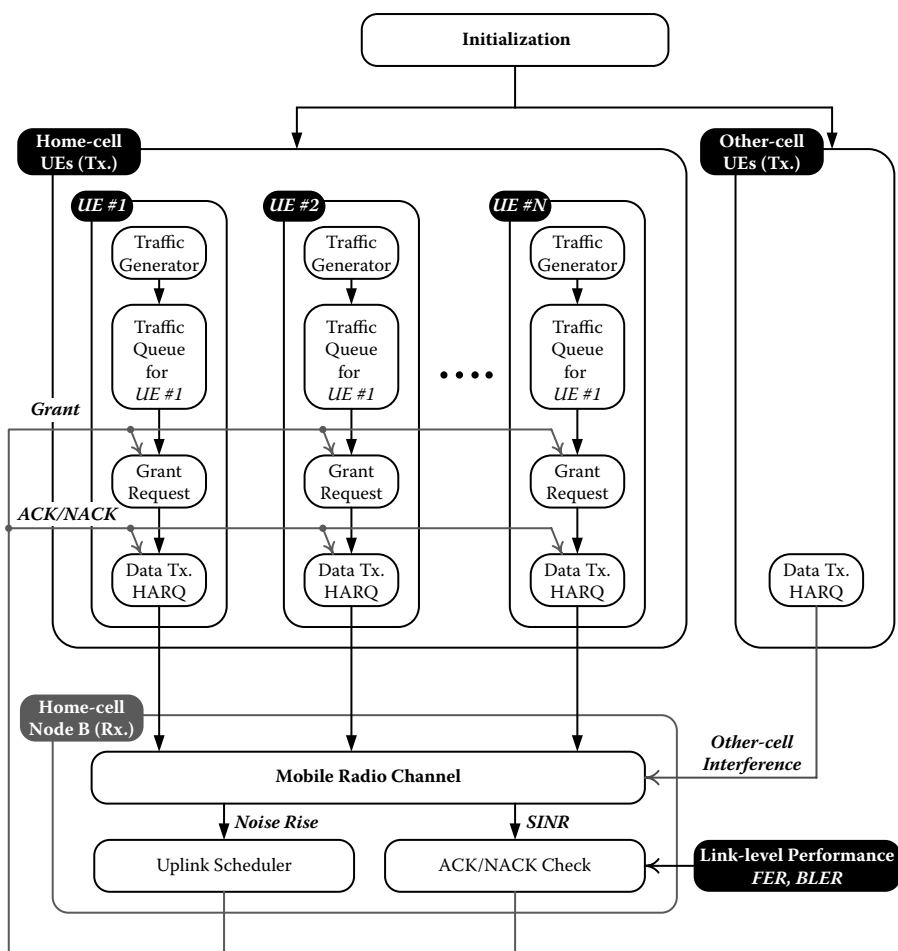 Initialization
Home-cell
UEs (Tx.)
Other-cell
UEs (Tx.)
UE #1
UE #2
UE #N
Traffic
Generator
Traffic
Generator
Traffic
Generator
Traffic
Queue
for
UE #1
Traffic
Queue
for
UE #1
Traffic
Queue
for
UE #1
Grant
Grant
Request
Grant
Request
Grant
Request
ACK/NACK
Data Tx.
HARQ
Data Tx.
HARQ
Data Tx.
HARQ
Data Tx.
HARQ
Home-cell
Node B (Rx.)
Other-cell
Interference
Mobile Radio Channel
Noise Rise
SINR
Uplink Scheduler
ACK/NACK Check
Link-level Performance
FER, BLER